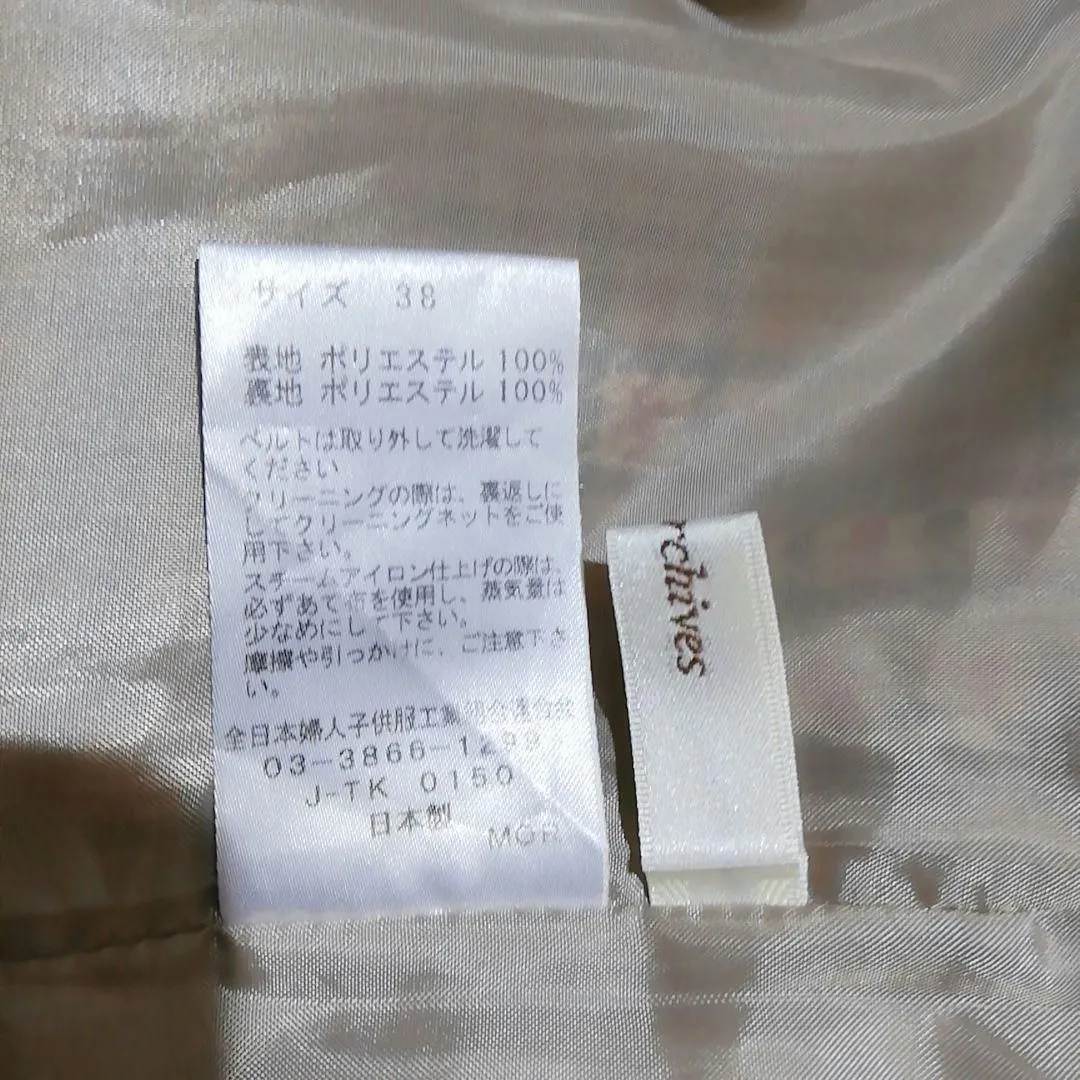 サイズ 38
表地 ポリエステル 100%
裏地 ポリエステル 100%
ベルトは取り外して洗濯して
ください
クリーニングの際は、裏返しに
してクリーニングネットをご使
用下さい。
スチームアイロン仕上げの際は、
必ずあて布を使用し、蒸気量は
少なめにして下さい。
摩擦や引っかけに、ご注意下さ
い。
全日本婦人子供服工業組合連合会
03-3866-1299
J-TK 0150
日本製
MGR
rchives